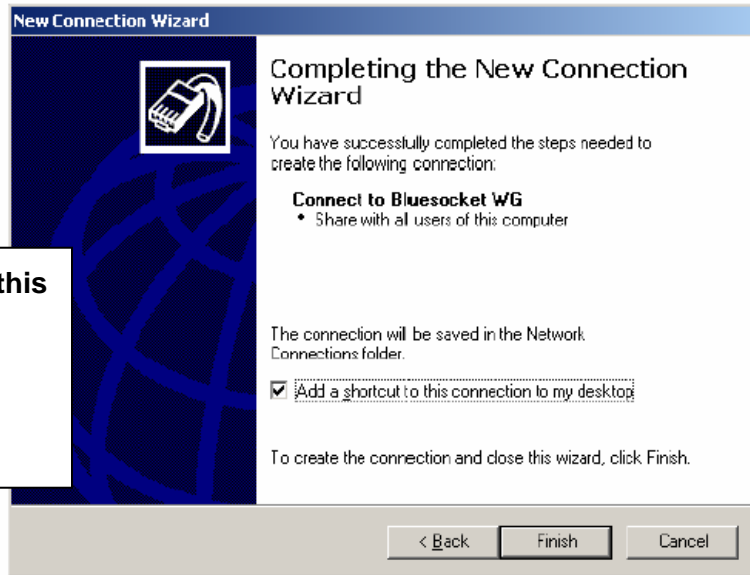 New Connection Wizard
Completing the New Connection
Wizard
You have successfully completed the steps needed to
create the following connection:
Connect to Bluesocket WG
• Share with all users of this computer
this
The connection will be saved in the Network
Connections folder.
Add a shortcut to this connection to my desktop
To create the connection and close this wizard, click Finish.
< Back
Finish
Cancel